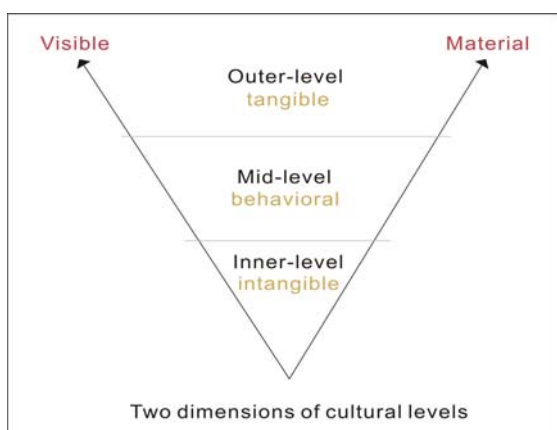 Visible Material
Outer-level
tangible
Mid-level
behavioral
Inner-level
intangible
Two dimensions of cultural levels